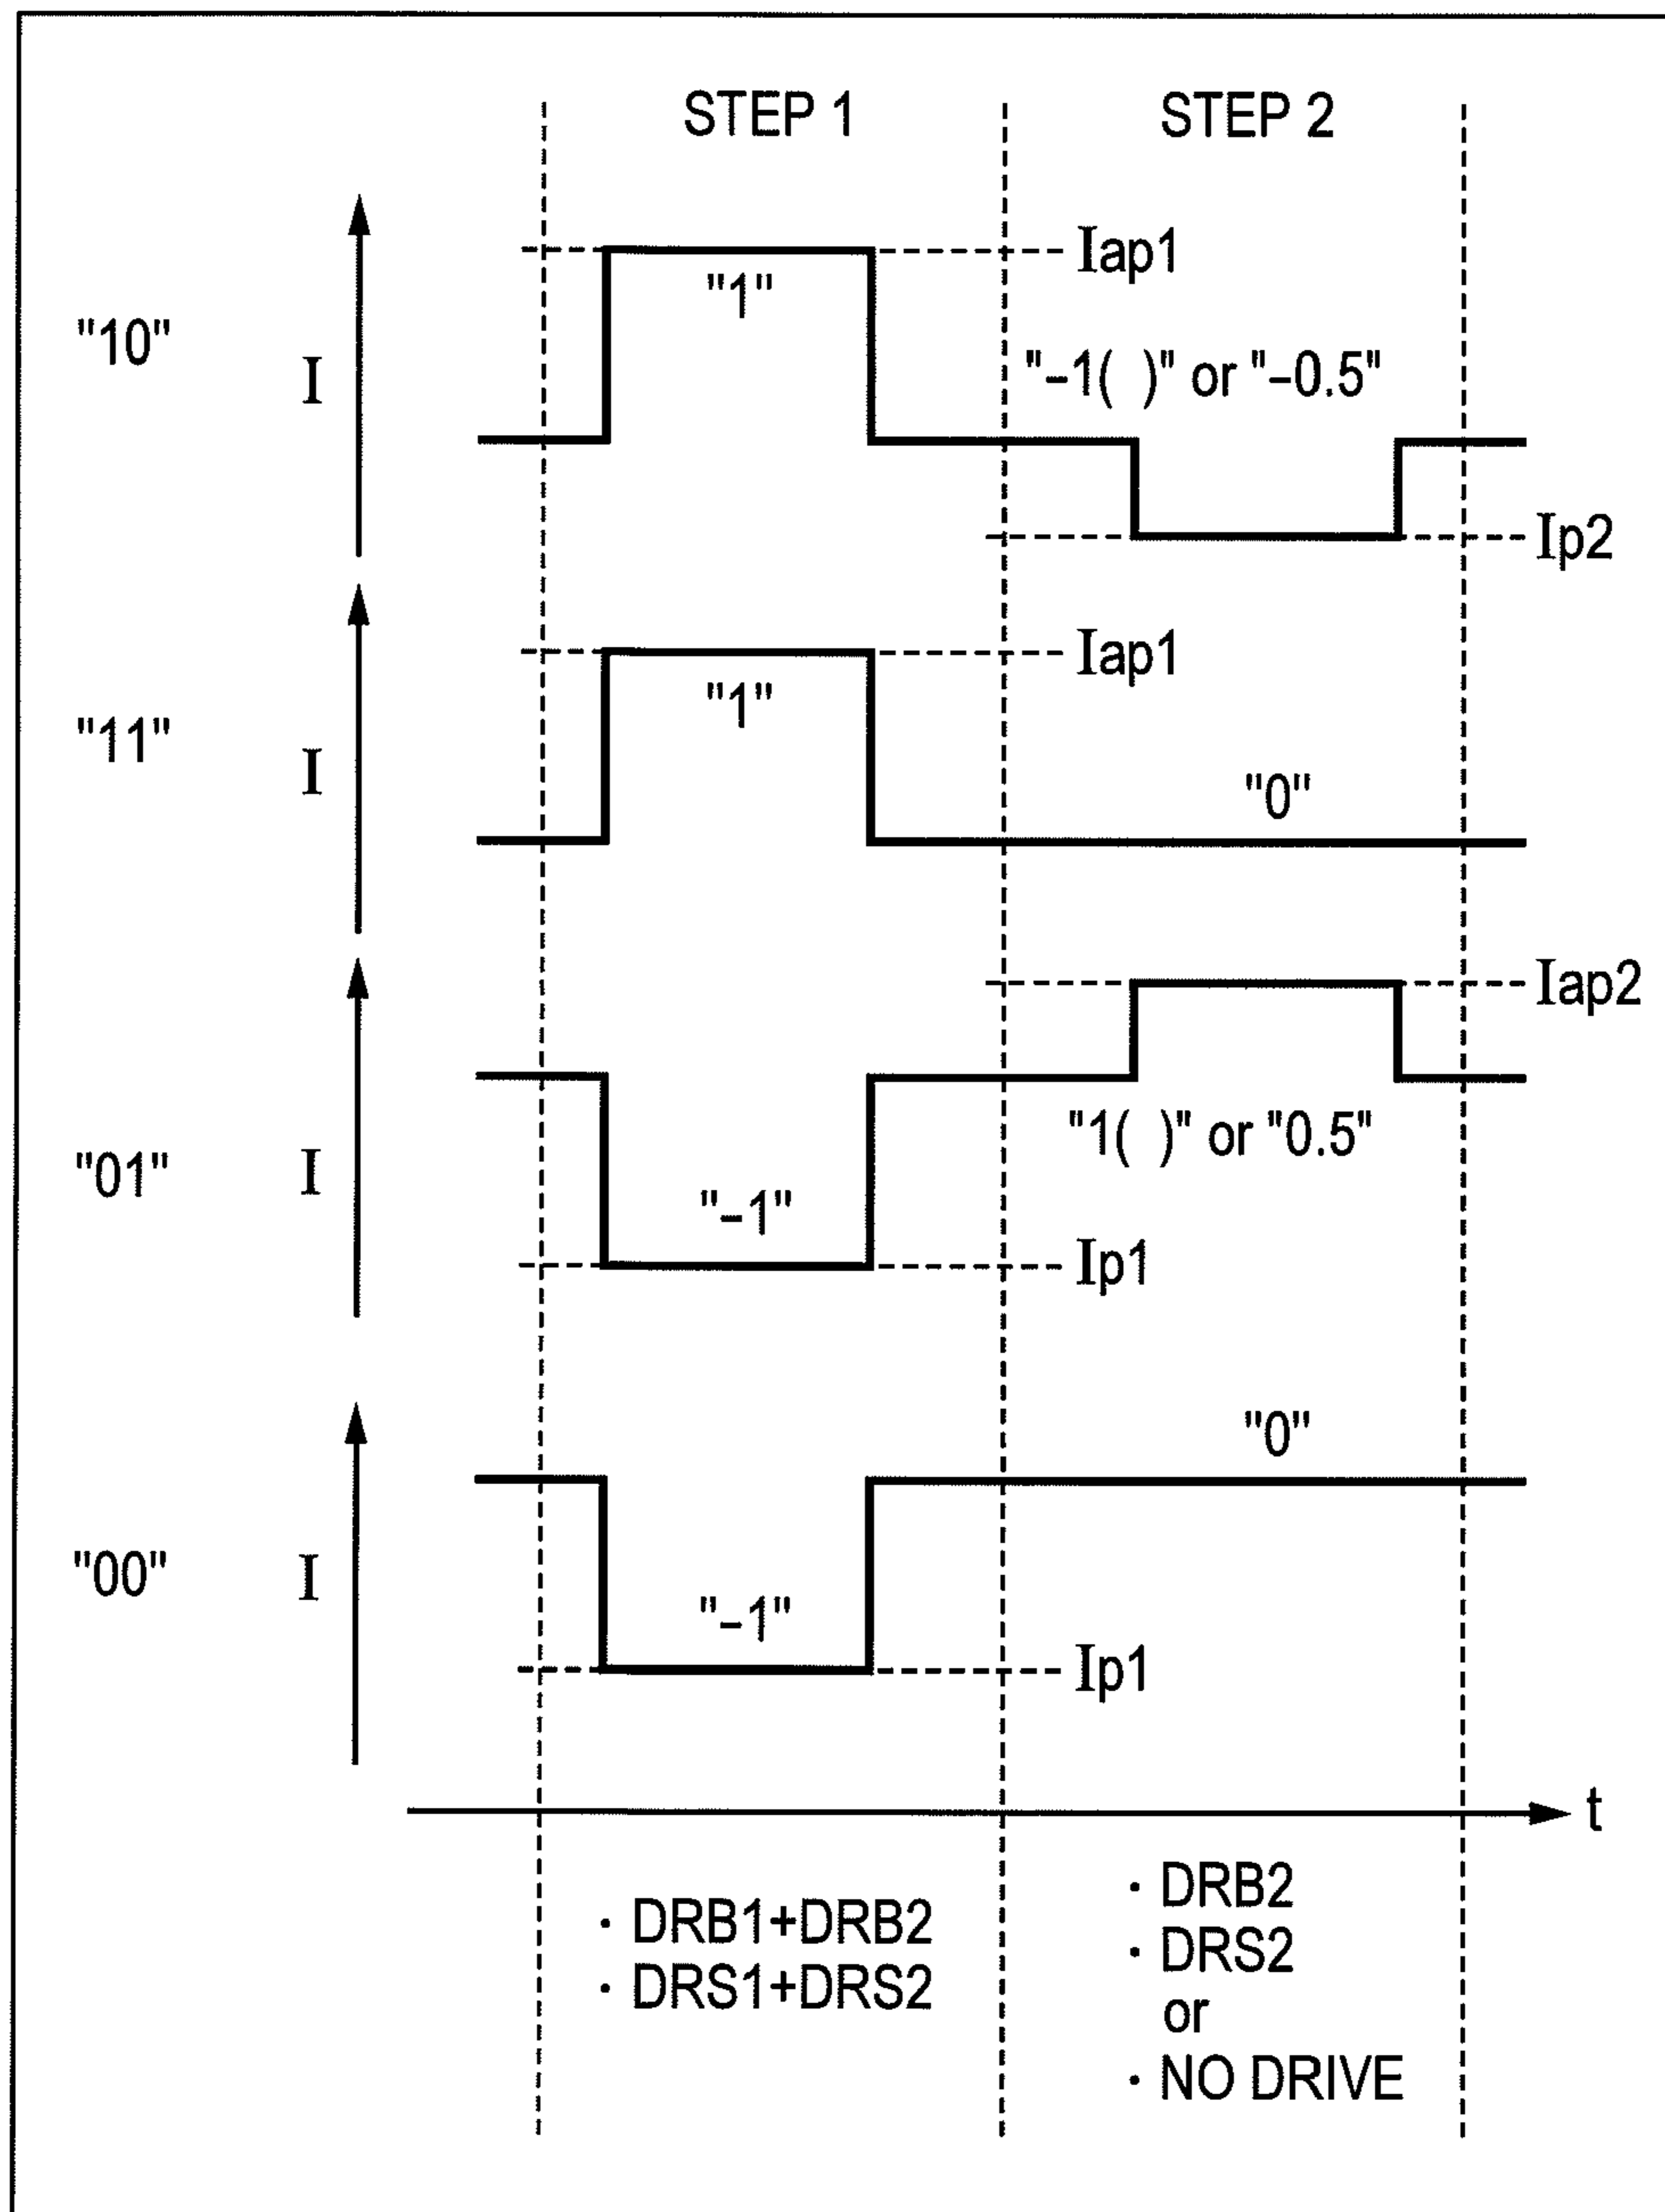 STEP 1 STEP 2
Iap1
"1"
"10"
I
"-1( )" or "-0.5"
Ip2
Iap1
"1"
"11"
I
"0"
Iap2
"01"
I
"1( )" or "0.5"
"-1"
Ip1
"0"
"00"
I
"-1"
Ip1
t
· DRB1+DRB2
· DRS1+DRS2
· DRB2
· DRS2
or
· NO DRIVE